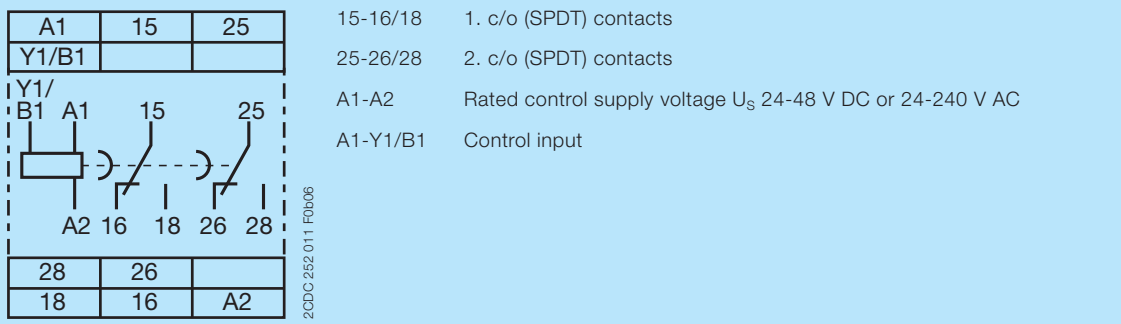 A1 15 25
Y1/B1
Y1/
B1 A1 15 25
A2 16 18 26 28
28 26
18 16 A2
2CDC 252 011 F0b06
15-16/18 1. c/o (SPDT) contacts
25-26/28 2. c/o (SPDT) contacts
A1-A2 Rated control supply voltage US 24-48 V DC or 24-240 V AC
A1-Y1/B1 Control input